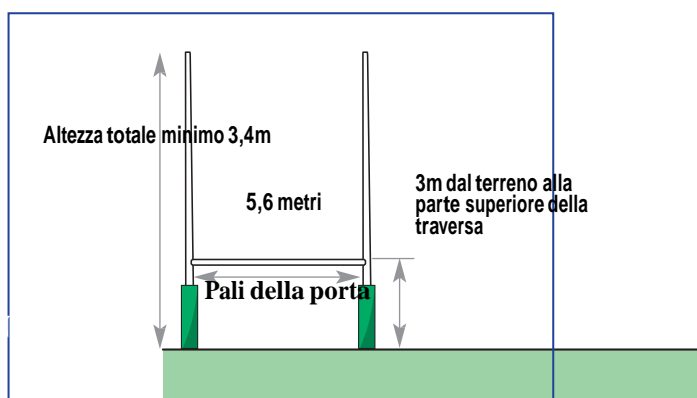 Altezza totale minimo 3,4m
5,6 metri
3m dal terreno alla
parte superiore della
traversa
Pali della porta